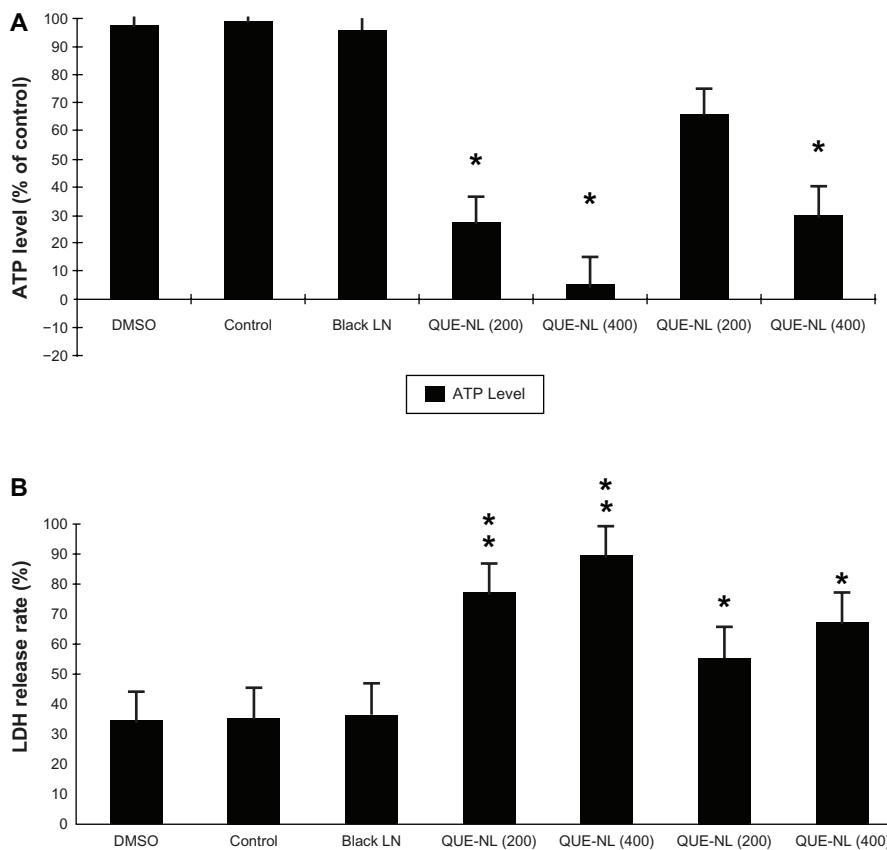 A
ATP level (% of control)
100
90
80
70
60
50
40
30
20
10
0
−10
−20
* * *
DMSO Control Black LN QUE-NL (200) QUE-NL (400) QUE-NL (200) QUE-NL (400)
ATP Level
B
LDH release rate (%)
100
90
80
70
60
50
40
30
20
10
0
* * * * * *
DMSO Control Black LN QUE-NL (200) QUE-NL (400) QUE-NL (200) QUE-NL (400)